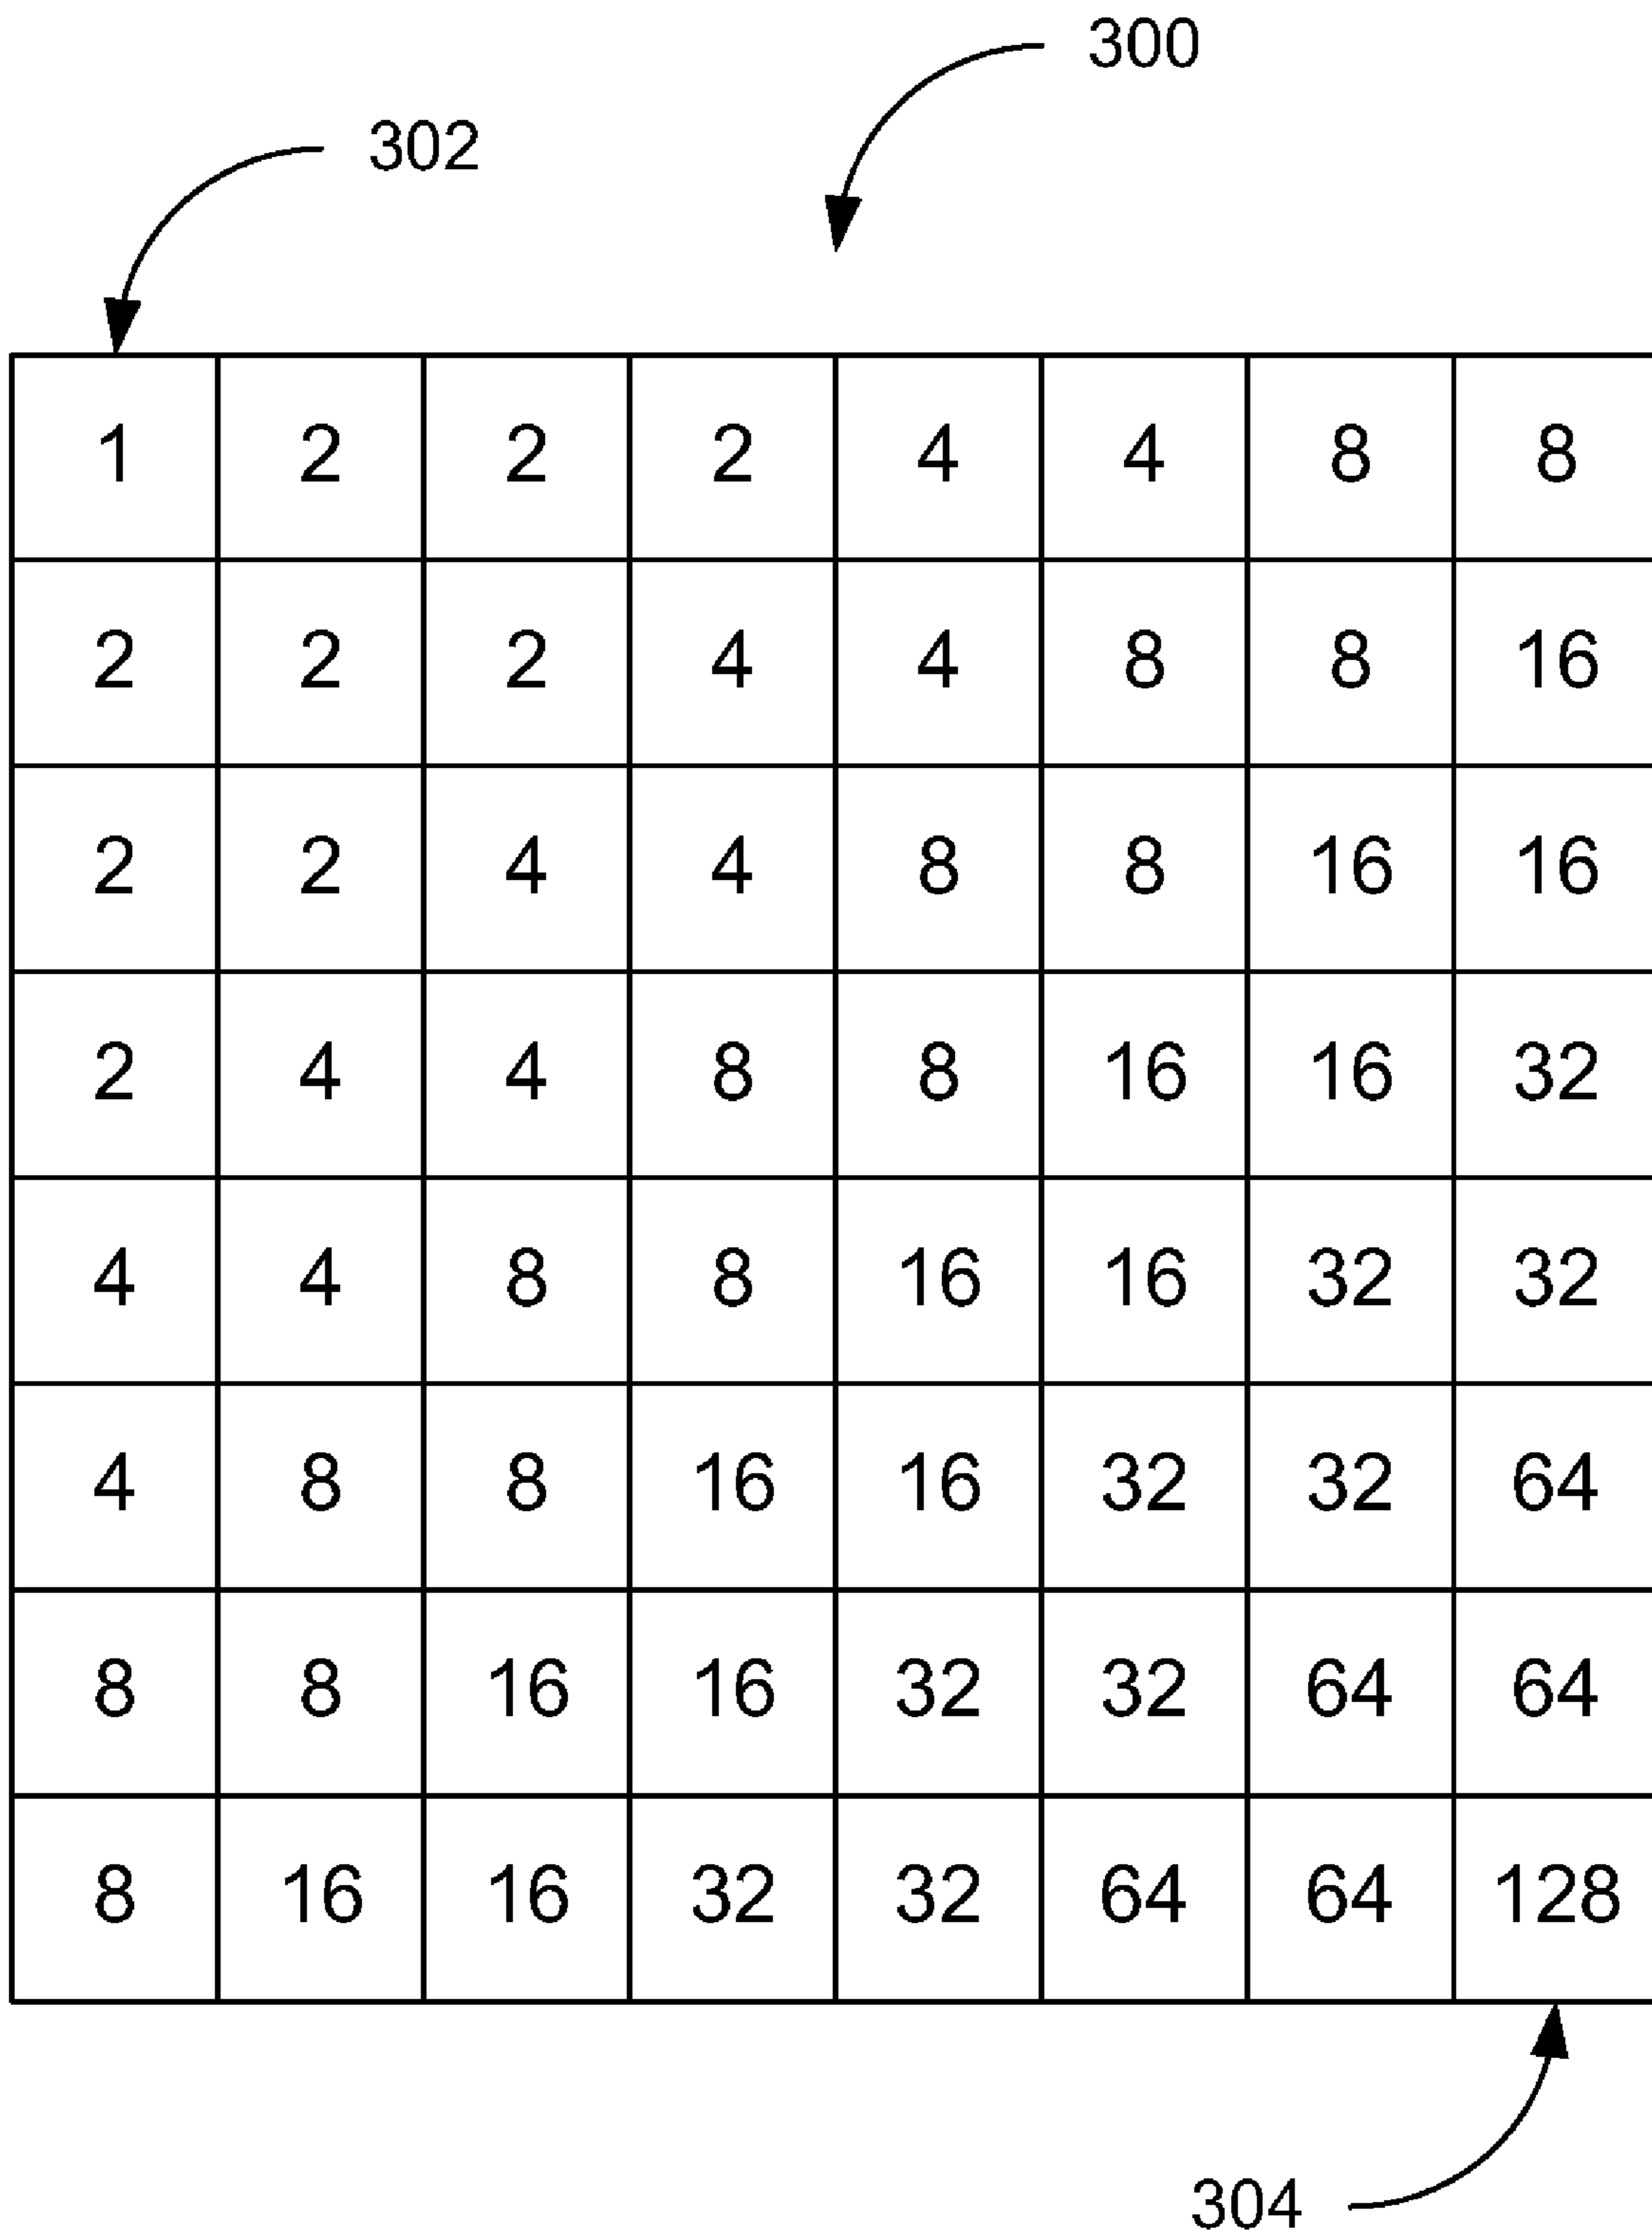 300
302
1 2 2 2 4 4 8 8
2 2 2 4 4 8 8 16
2 2 4 4 8 8 16 16
2 4 4 8 8 16 16 32
4 4 8 8 16 16 32 32
4 8 8 16 16 32 32 64
8 8 16 16 32 32 64 64
8 16 16 32 32 64 64 128
304